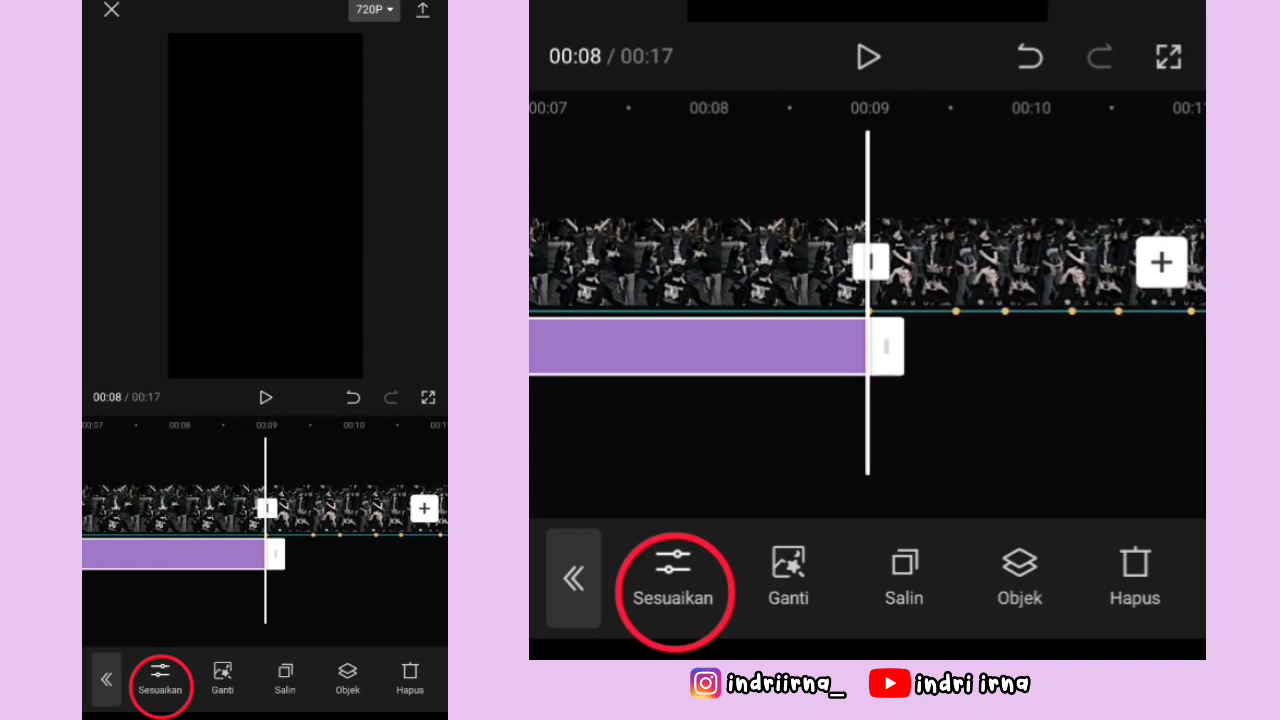 720P
00:08 / 00:17
00:07 00:08 00:09 00:10 00:1
Sesuaikan Ganti Salin Objek Hapus
00:08 / 00:17
00:07 00:08 00:09 00:10 00:11
Sesuaikan Ganti Salin Objek Hapus
indriirna_ indri irna